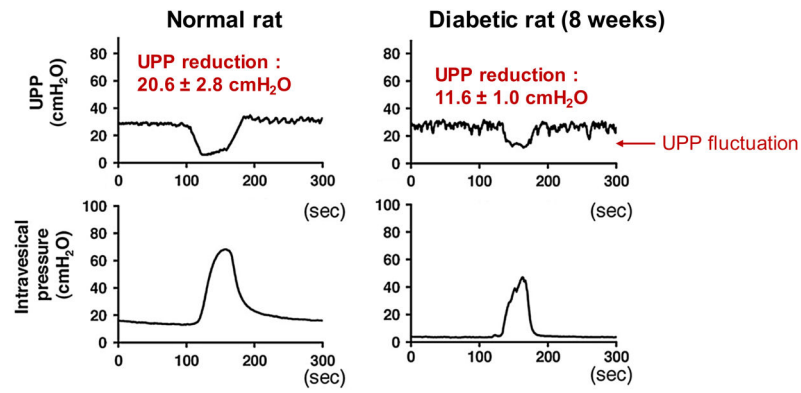 Normal rat
Diabetic rat (8 weeks)
UPP
(cmH₂O)
80
60
40
20
0
UPP reduction :
20.6 ± 2.8 cmH₂O
0
100
200
300
(sec)
80
60
40
20
0
UPP reduction :
11.6 ± 1.0 cmH₂O
UPP fluctuation
0
100
200
300
(sec)
Intravesical
pressure
(cmH₂O)
100
80
60
40
20
0
0
100
200
300
(sec)
100
80
60
40
20
0
0
100
200
300
(sec)